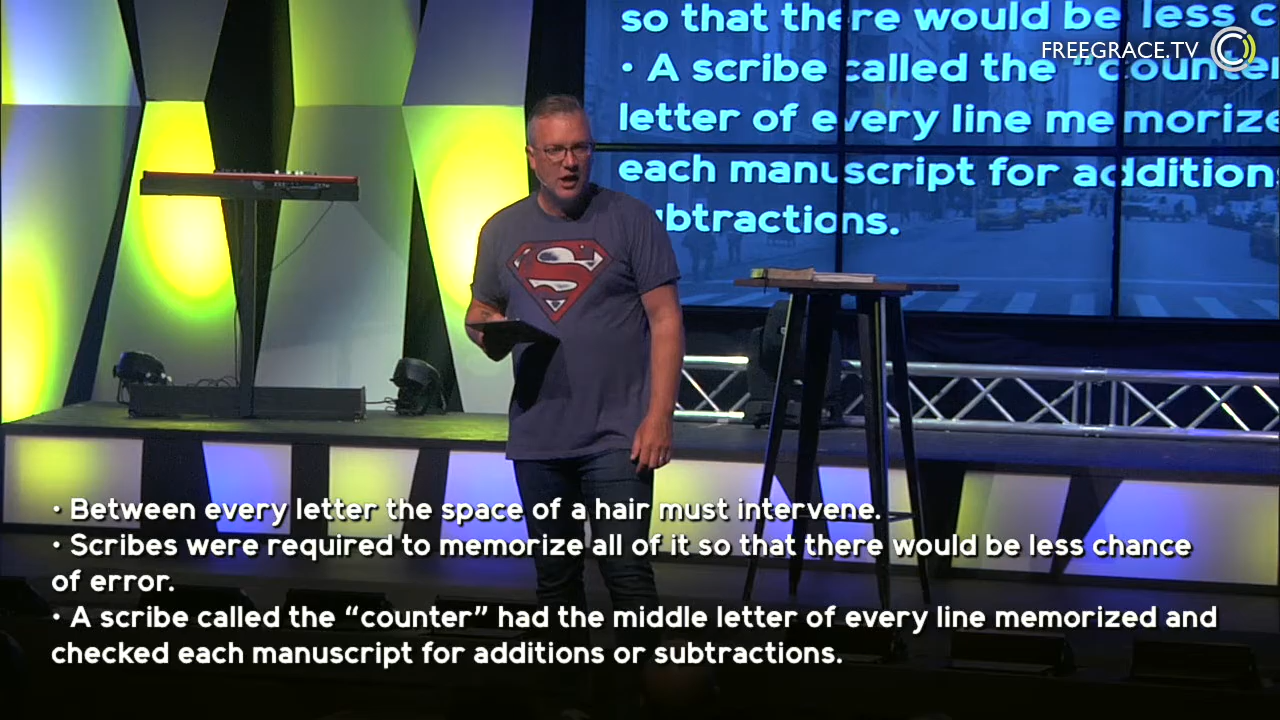 so that there would be less c
FREEGRACE.TV
• A scribe called the "counter
letter of every line memorize
each manuscript for addition
ubtractions.
S
• Between every letter the space of a hair must intervene.
• Scribes were required to memorize all of it so that there would be less chance
of error.
• A scribe called the “counter” had the middle letter of every line memorized and
checked each manuscript for additions or subtractions.